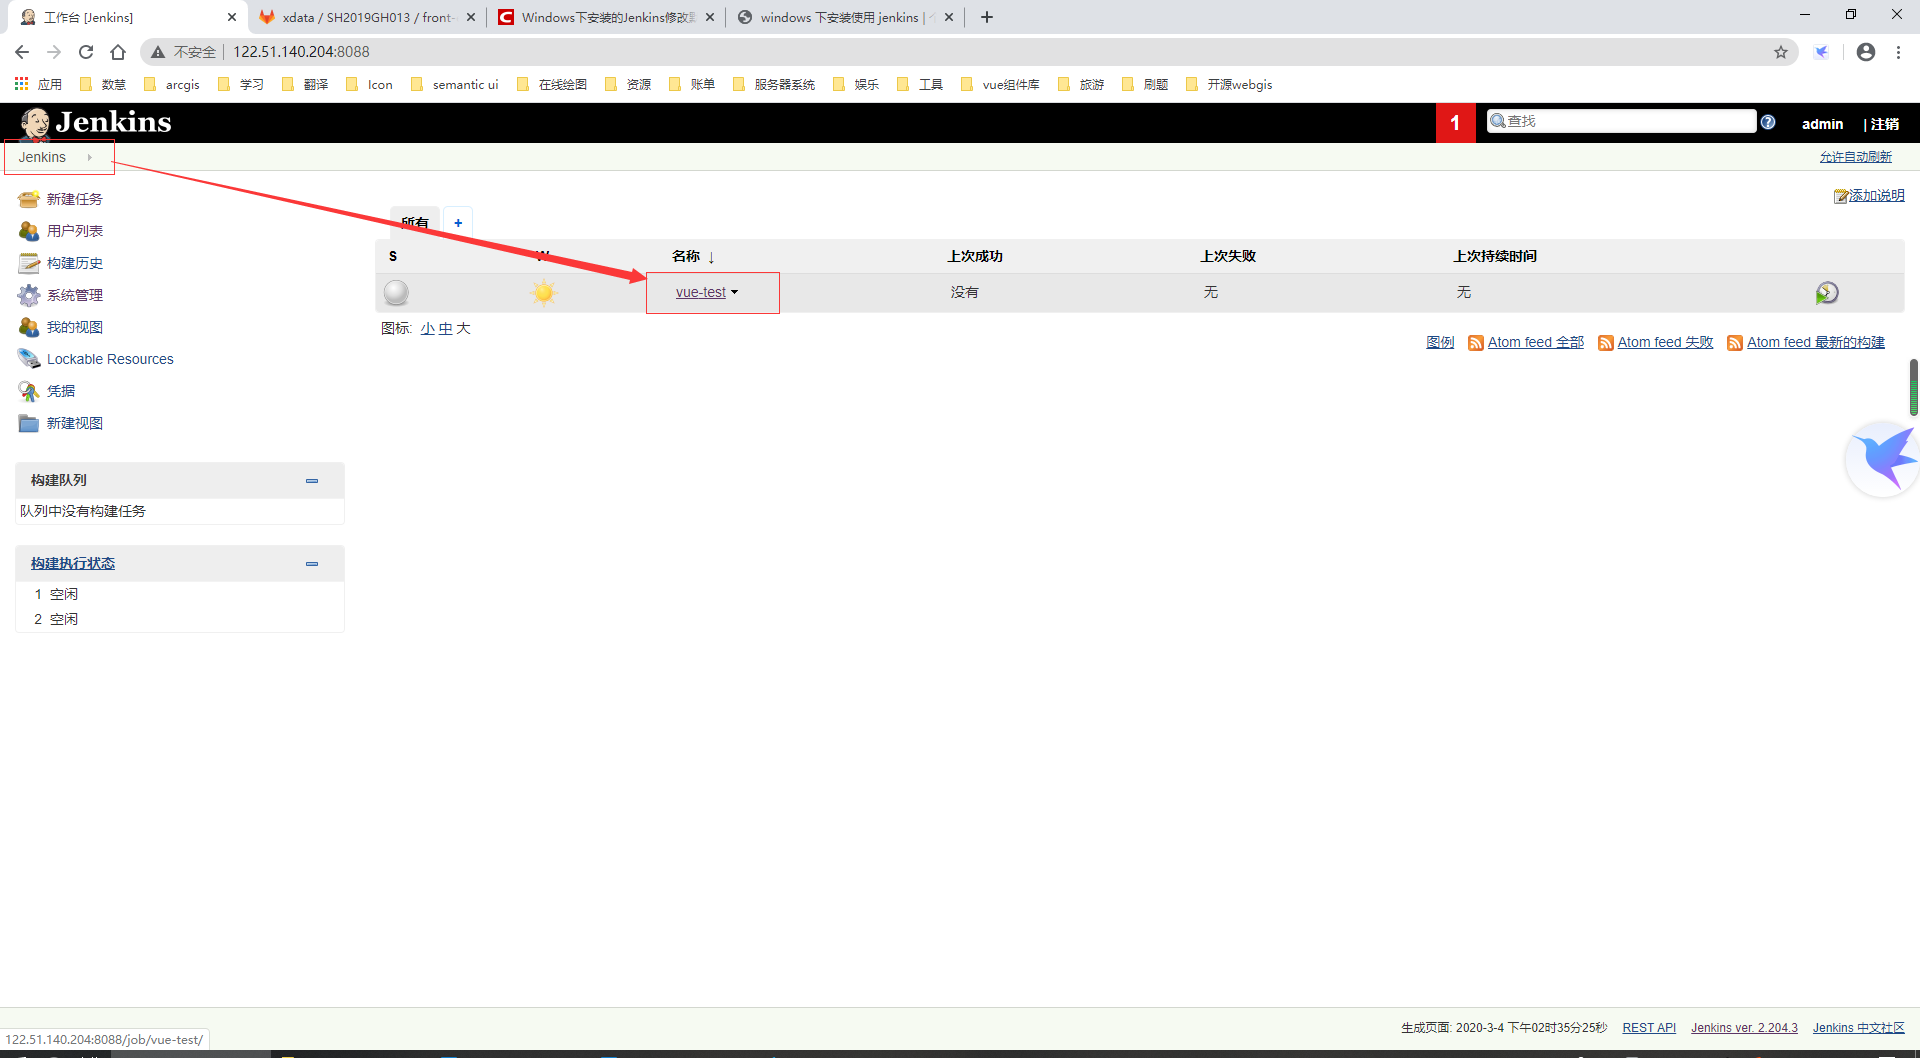 工作台 [Jenkins]
xdata / SH2019GH013 / front-
Windows下安装的Jenkins修改
windows 下安装使用 jenkins |
不安全
122.51.140.204:8088
应用
数慧
arcgis
学习
翻译
Icon
semantic ui
在线绘图
资源
账单
服务器系统
娱乐
工具
vue组件库
旅游
刷题
开源webgis
Jenkins
1
查找
admin
| 注销
Jenkins
允许自动刷新
添加说明
新建任务
用户列表
构建历史
系统管理
我的视图
Lockable Resources
凭据
新建视图
所有
+
S
W
名称 ↓
上次成功
上次失败
上次持续时间
vue-test
没有
无
无
图标: 小 中 大
图例
Atom feed 全部
Atom feed 失败
Atom feed 最新的构建
构建队列
队列中没有构建任务
构建执行状态
1 空闲
2 空闲
生成页面: 2020-3-4 下午02时35分25秒
REST API
Jenkins ver. 2.204.3
Jenkins 中文社区
122.51.140.204:8088/job/vue-test/